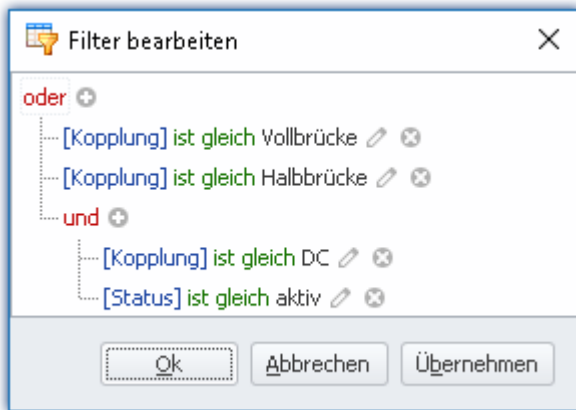 Filter bearbeiten
oder
[Kopplung] ist gleich Vollbrücke
[Kopplung] ist gleich Halbbrücke
und
[Kopplung] ist gleich DC
[Status] ist gleich aktiv
Ok Abbrechen Übernehmen